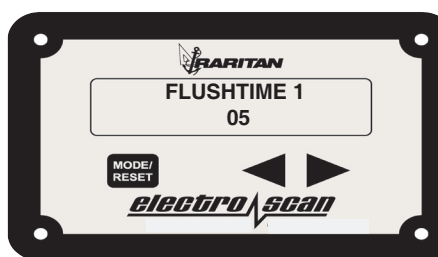 RARITAN
FLUSHTIME 1
05
MODE/
RESET
electro scan